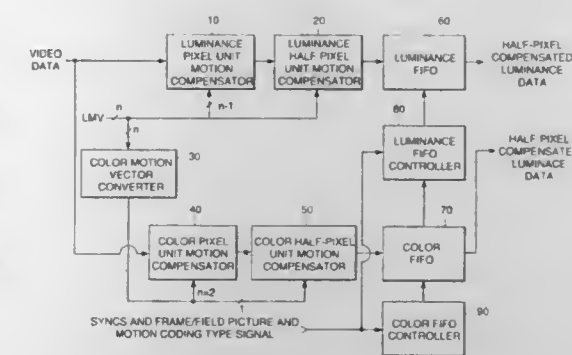 10
20
60
VIDEO
DATA
LUMINANCE
PIXEL UNIT
MOTION
COMPENSATOR
LUMINANCE
HALF PIXEL
UNIT MOTION
COMPENSATOR
LUMINANCE
FIFO
HALF-PIXEL
COMPENSATED
LUMINANCE
DATA
LMV
n
n-1
80
n
COLOR MOTION
VECTOR
CONVERTER
30
LUMINANCE
FIFO
CONTROLLER
HALF PIXEL
COMPENSATE
LUMINACE
DATA
40
50
70
COLOR PIXEL
UNIT MOTION
COMPENSATOR
COLOR HALF-PIXEL
UNIT MOTION
COMPENSATOR
COLOR
FIFO
n=2
1
SYNCS AND FRAME/FIELD PICTURE AND
MOTION CODING TYPE SIGNAL
COLOR FIFO
CONTROLLER
90